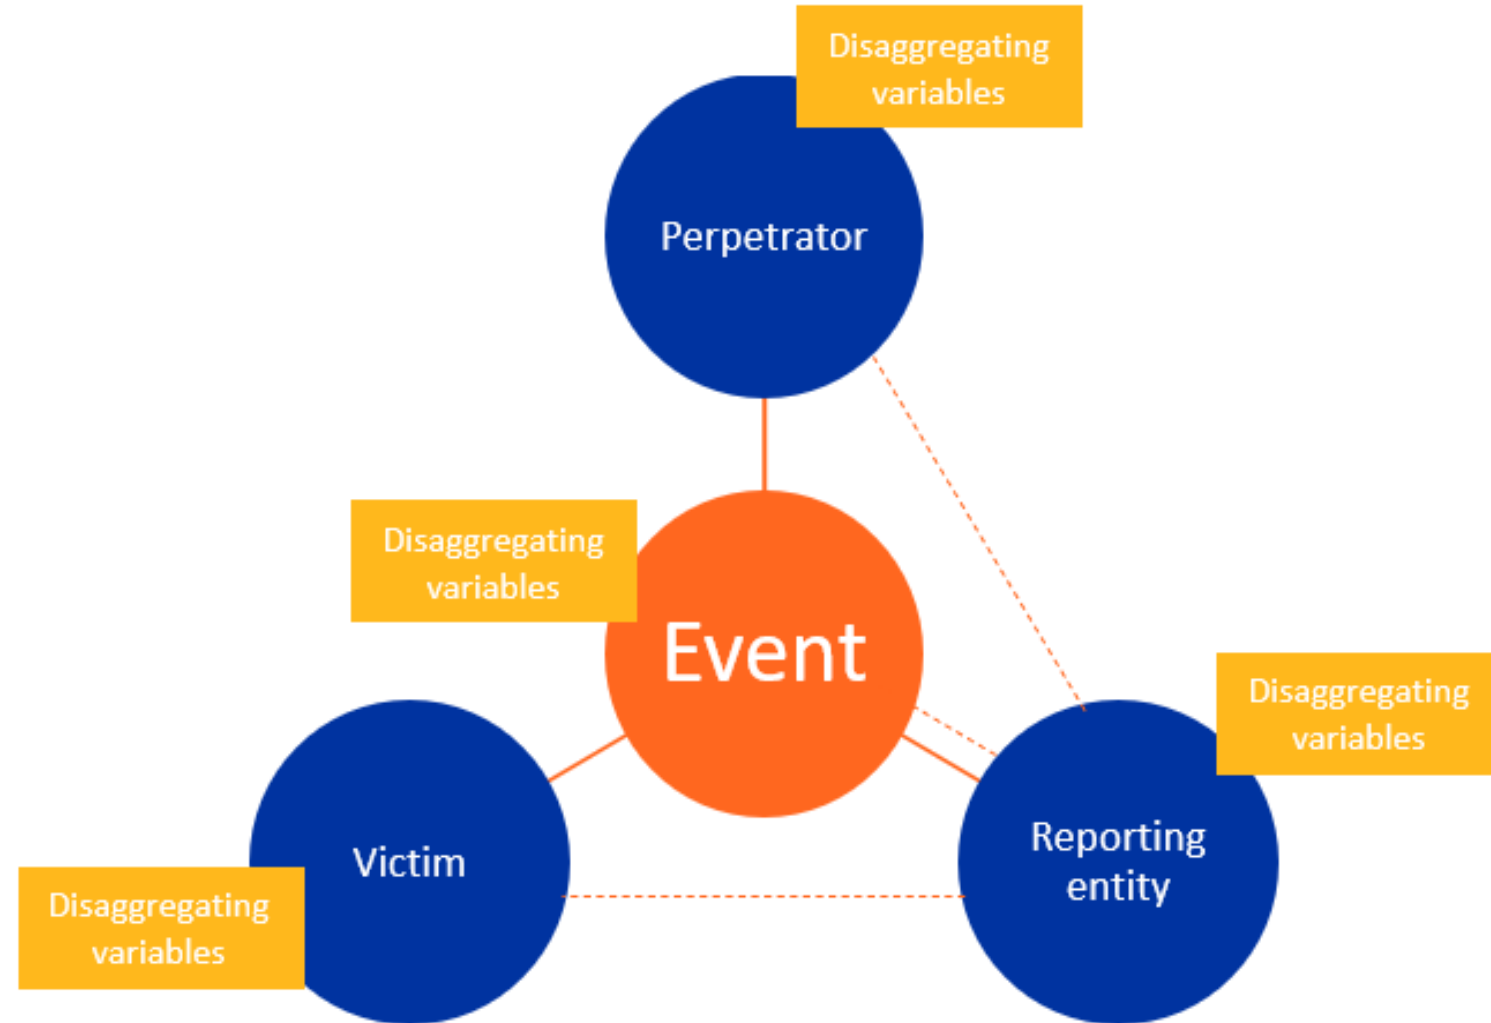 Disaggregating
variables
Perpetrator
Disaggregating
variables
Event
Disaggregating
variables
Reporting
entity
Victim
Disaggregating
variables